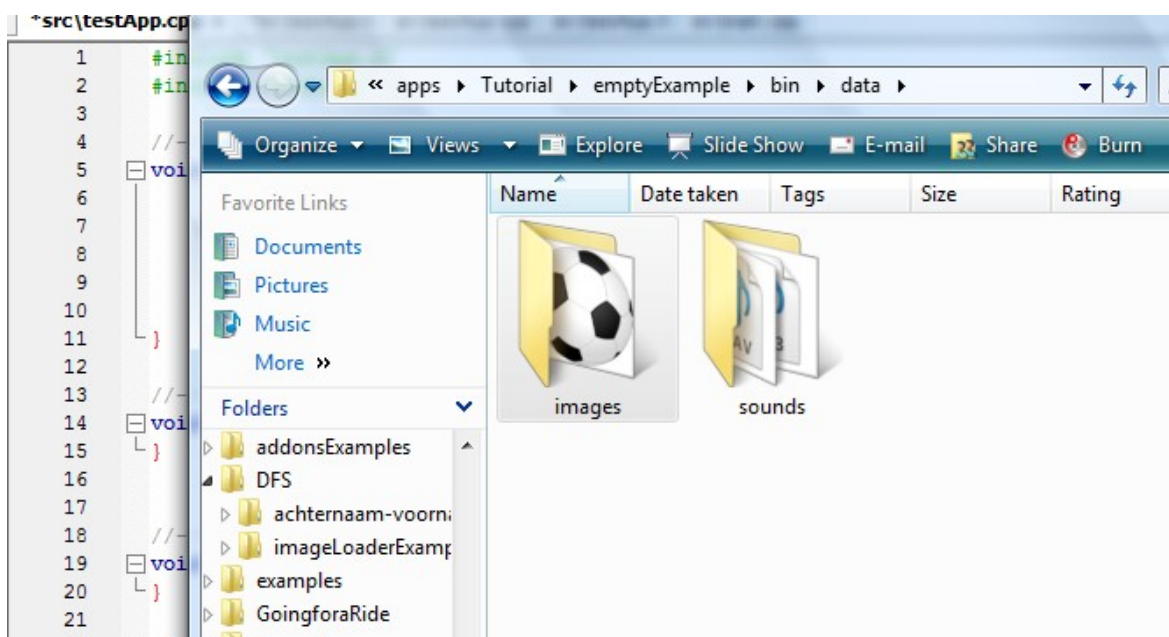 *src\testApp.cp
1 #in
2 #in
3
4 //-
5 voi
6
7
8
9
10
11 }
12
13 //-
14 voi
15 }
16
17
18 //-
19 voi
20 }
21
« apps Tutorial emptyExample bin data
Organize Views Explore Slide Show E-mail Share Burn
Favorite Links
Documents
Pictures
Music
More »
Folders
addonsExamples
DFS
achternaam-voorna
imageLoaderExamp
examples
GoingforaRide
Name Date taken Tags Size Rating
AV 3
images sounds